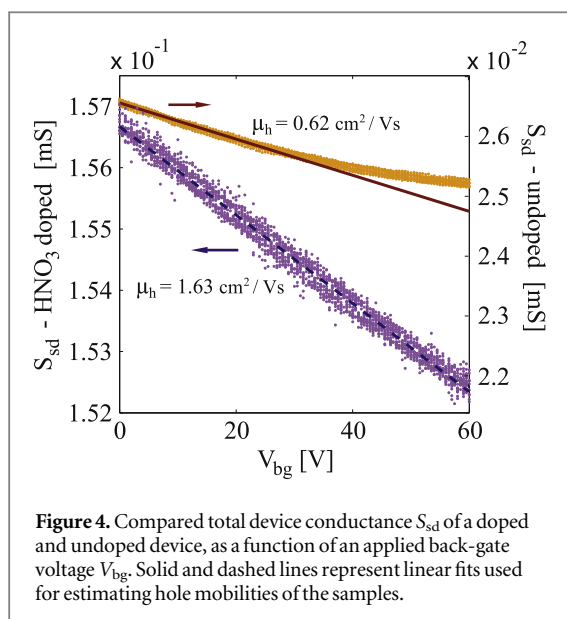 x 10⁻¹ x 10⁻²
1.57
1.56
1.55
1.54
1.53
1.52
S_sd - HNO₃ doped [mS]
μ_h = 0.62 cm² / Vs
μ_h = 1.63 cm² / Vs
2.6
2.5
2.4
2.3
2.2
S_sd - undoped [mS]
0 20 40 60
V_bg [V]
Figure 4. Compared total device conductance S_sd of a doped
and undoped device, as a function of an applied back-gate
voltage V_bg. Solid and dashed lines represent linear fits used
for estimating hole mobilities of the samples.